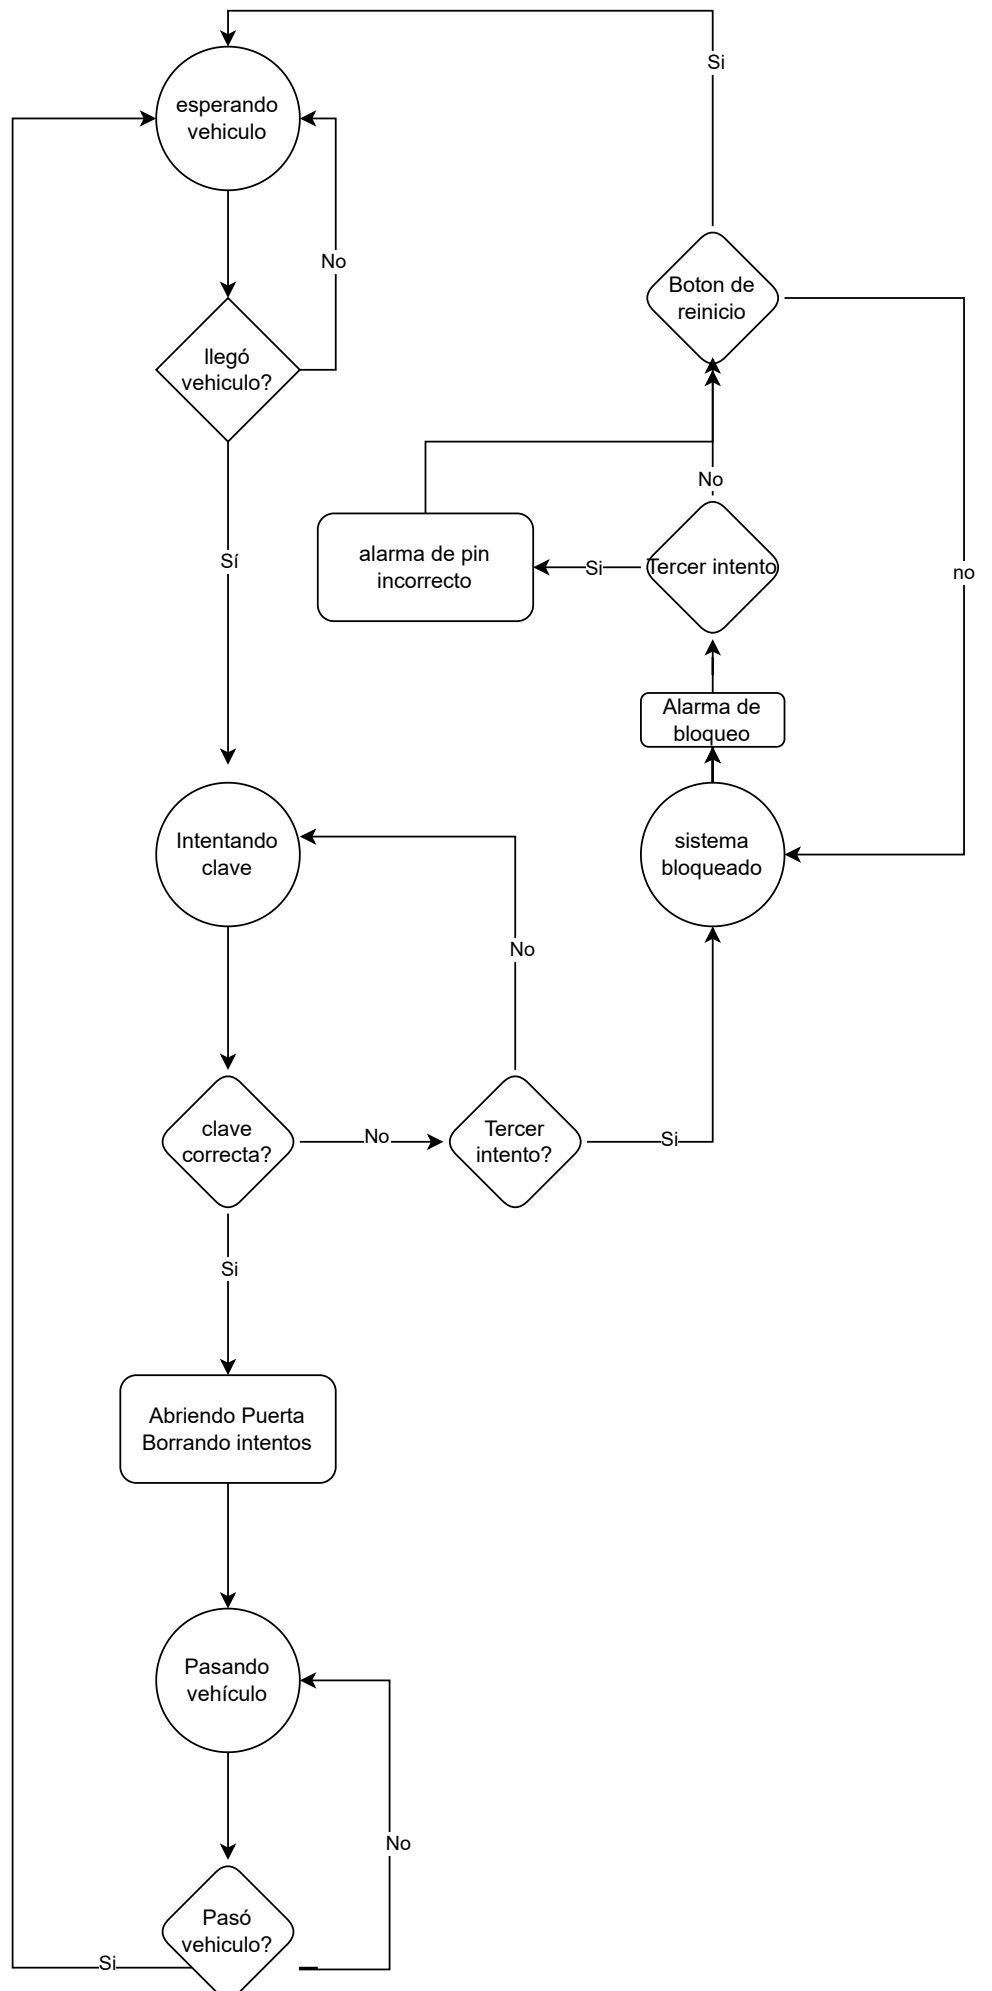 Si
esperando
vehiculo
No
Boton de
reinicio
llegó
vehiculo?
No
alarma de pin
incorrecto
Si
Tercer intento
Sí
no
Alarma de
bloqueo
Intentando
clave
sistema
bloqueado
No
clave
correcta?
No
Tercer
intento?
Si
Si
Abriendo Puerta
Borrando intentos
Pasando
vehículo
No
Pasó
vehiculo?
Si